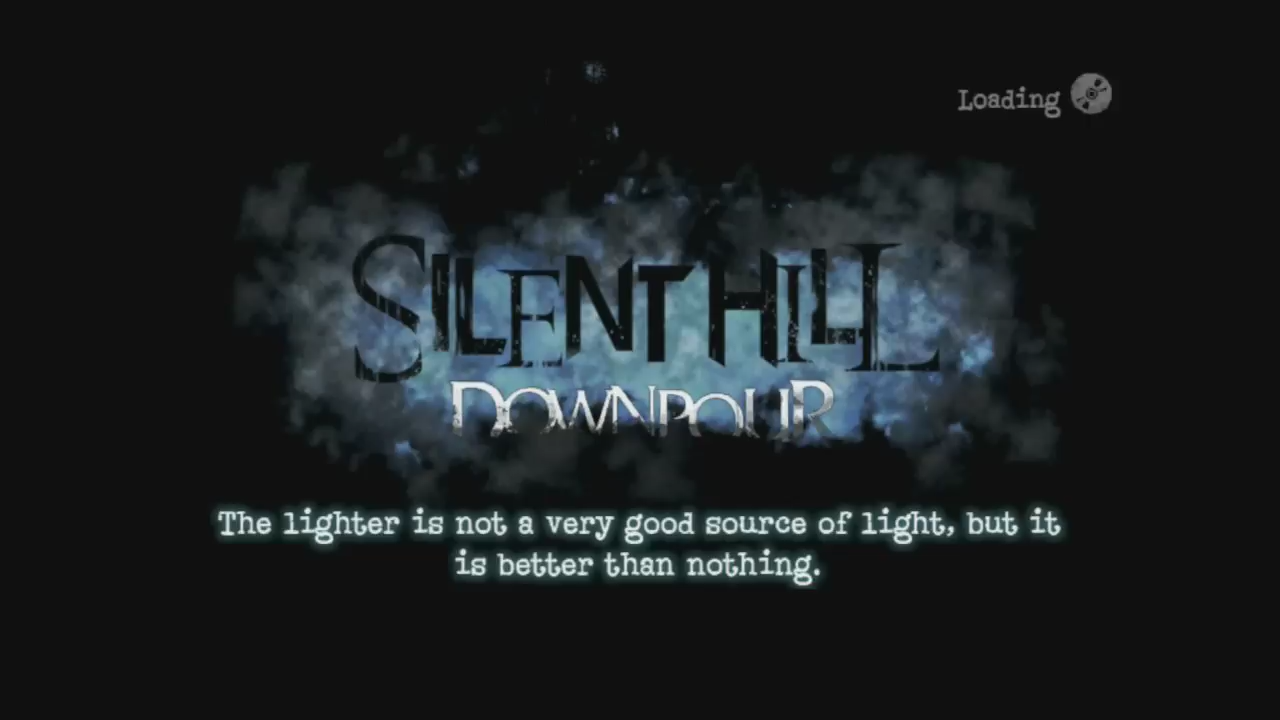 Loading
SILENT HILL
DOWNPOUR
The lighter is not a very good source of light, but it
is better than nothing.